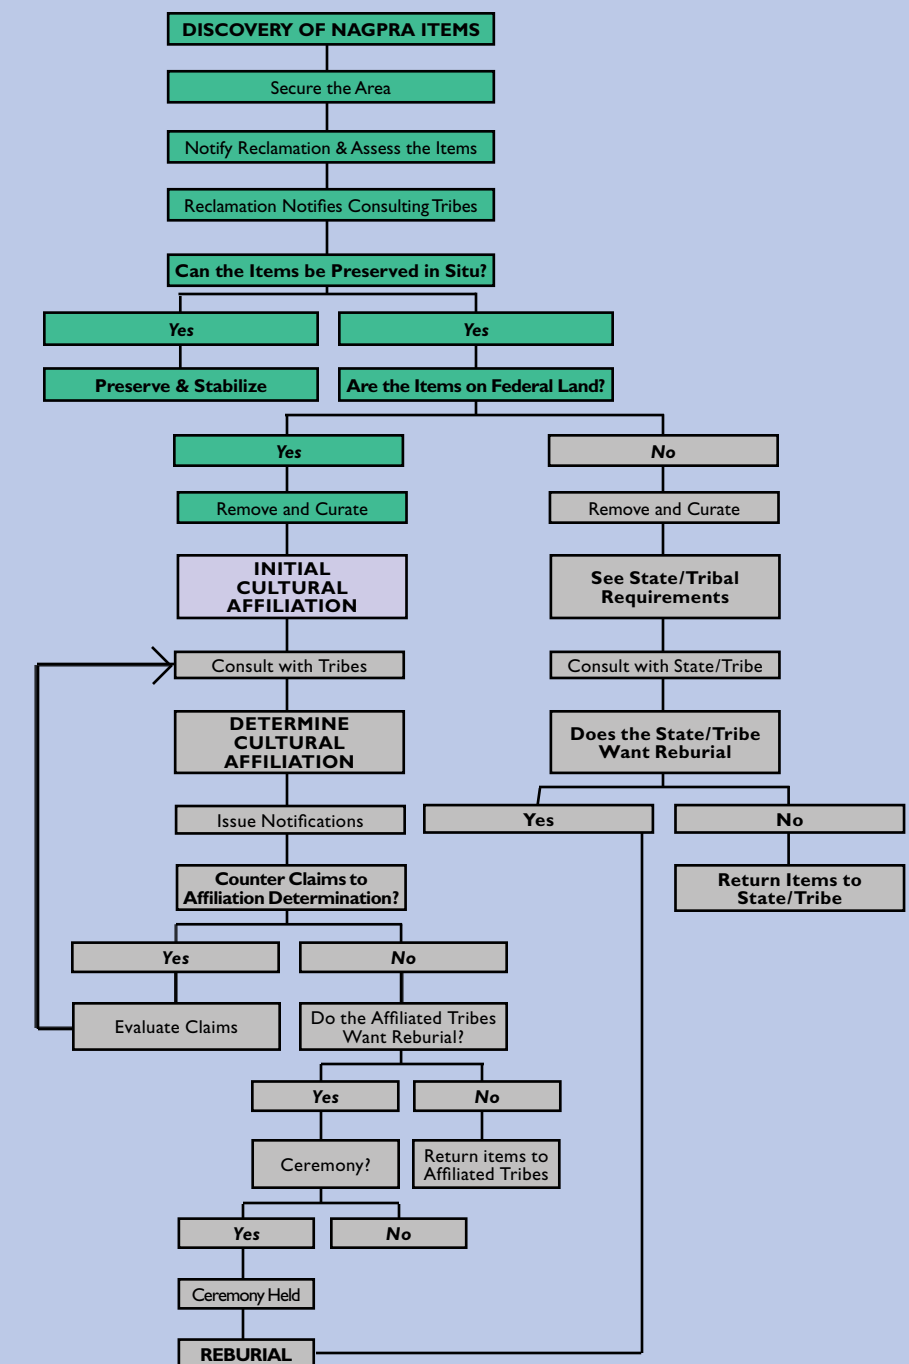 DISCOVERY OF NAGPRA ITEMS
Secure the Area
Notify Reclamation & Assess the Items
Reclamation Notifies Consulting Tribes
Can the Items be Preserved in Situ?
Yes
Yes
Preserve & Stabilize
Are the Items on Federal Land?
Yes
No
Remove and Curate
Remove and Curate
INITIAL
CULTURAL
AFFILIATION
See State/Tribal
Requirements
Consult with Tribes
Consult with State/Tribe
DETERMINE
CULTURAL
AFFILIATION
Does the State/Tribe
Want Reburial
Issue Notifications
Yes
No
Counter Claims to
Affiliation Determination?
Return Items to
State/Tribe
Yes
No
Evaluate Claims
Do the Affiliated Tribes
Want Reburial?
Yes
No
Ceremony?
Return items to
Affiliated Tribes
Yes
No
Ceremony Held
REBURIAL